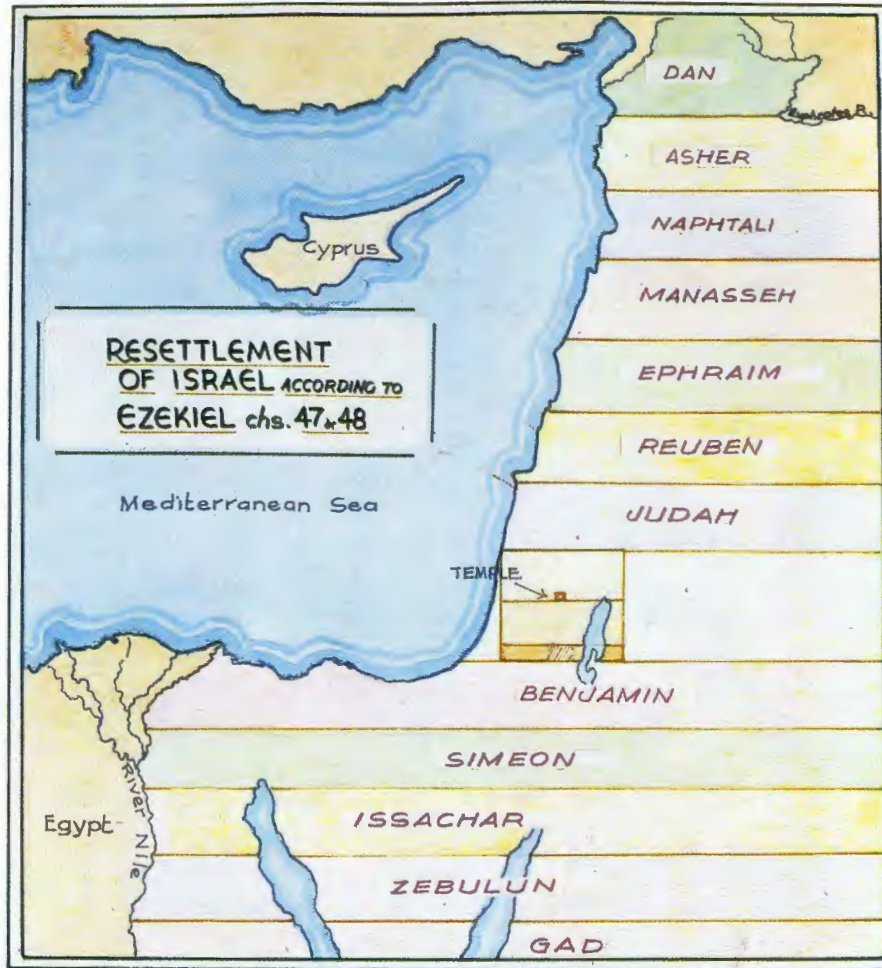 DAN
Euphrates R.
ASHER
NAPHTALI
Cyprus
MANASSEH
RESETTLEMENT
OF ISRAEL ACCORDING TO
EZEKIEL chs. 47 & 48
EPHRAIM
REUBEN
Mediterranean Sea
JUDAH
TEMPLE
BENJAMIN
SIMEON
Egypt
River Nile
ISSACHAR
ZEBULUN
GAD